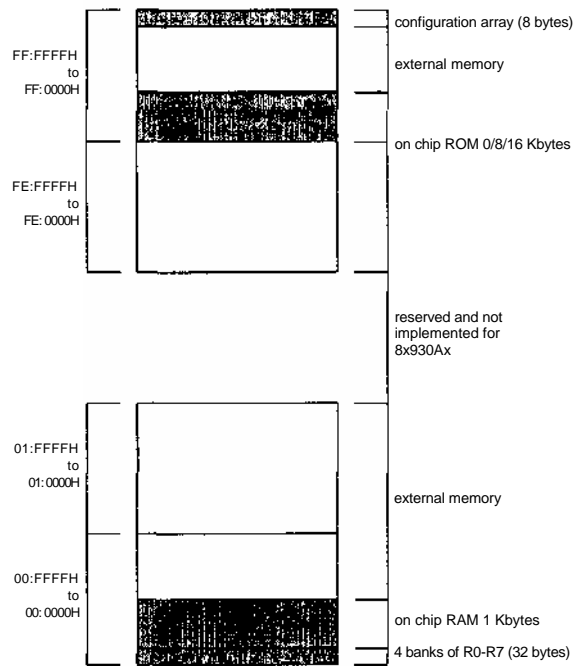 configuration array (8 bytes)
FF:FFFFH
to
FF:0000H
external memory
on chip ROM 0/8/16 Kbytes
FE:FFFFH
to
FE:0000H
reserved and not
implemented for
8x930Ax
01:FFFFH
to
01:0000H
external memory
00:FFFFH
to
00:0000H
on chip RAM 1 Kbytes
4 banks of R0-R7 (32 bytes)